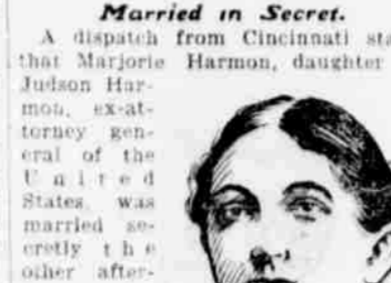 Married in Secret.
A dispatch from Cincinnati sta
that Marjorie Harmon, daughter
Judson Har-
mon, ex-at-
torney gen-
eral of the
United
States, was
married se-
cretly the
other after-